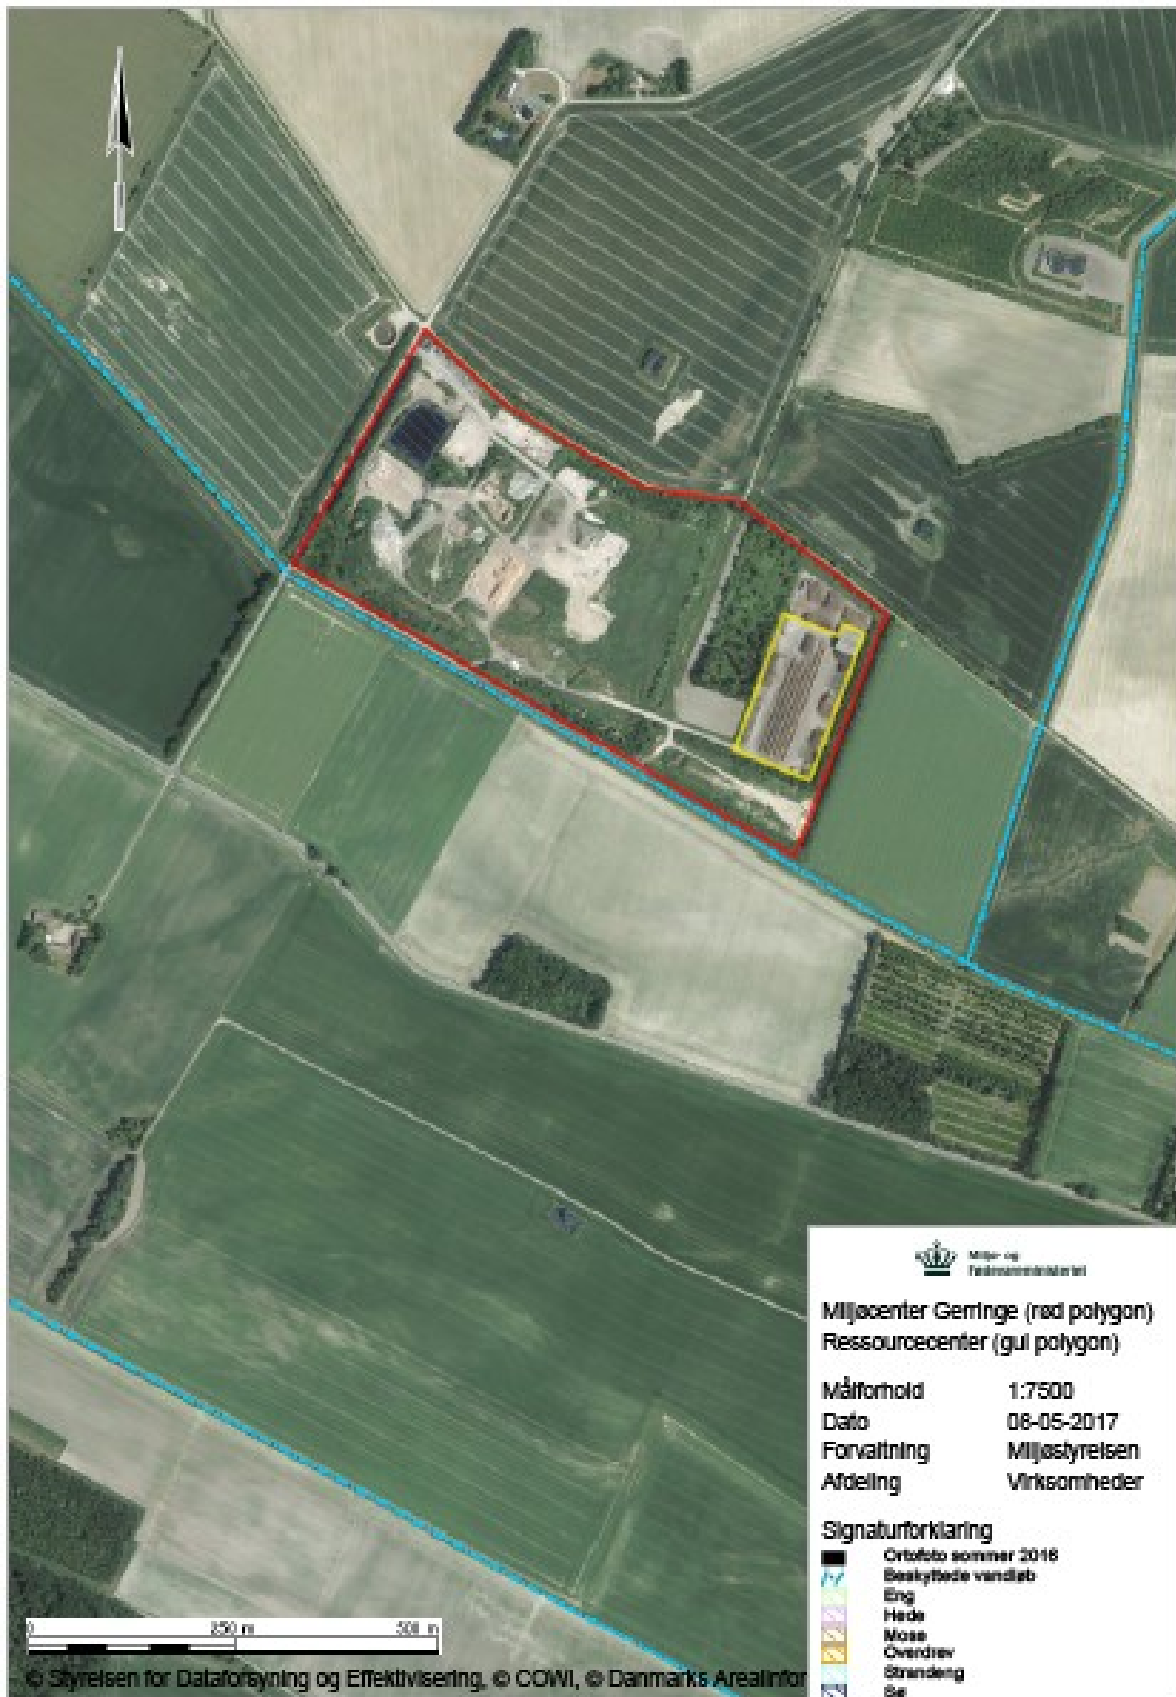 Miljø- og
Fødevareministeriet
Miljøcenter Gerringe (rød polygon)
Ressourcecenter (gul polygon)
Målforhold 1:7500
Dato 08-05-2017
Forvaltning Miljøstyrelsen
Afdeling Virksomheder
Signaturforklaring
Ortofoto sommer 2016
Beskyttede vandløb
Eng
Hede
Mose
Overdrev
Strandeng
Sø
0 250 m 500 m
© Styrelsen for Dataforsyning og Effektivisering, © COWI, © Danmarks Arealinfor